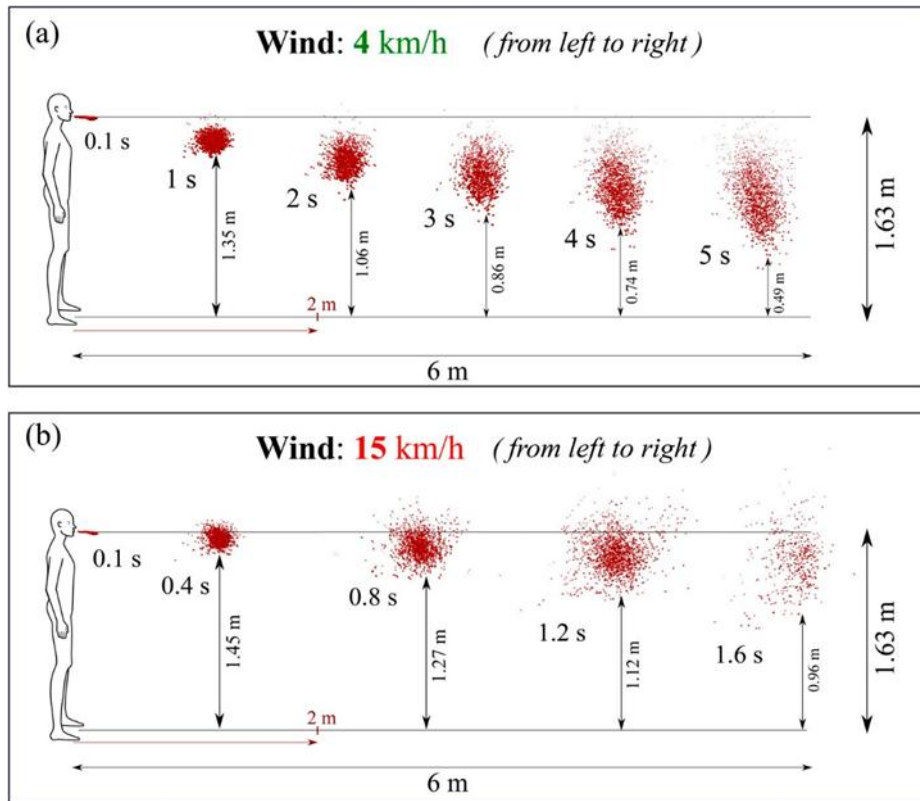 (a)
Wind: 4 km/h ( from left to right )
0.1 s
1 s
2 s
3 s
4 s
5 s
1.35 m
1.06 m
0.86 m
0.74 m
0.49 m
1.63 m
2 m
6 m
(b)
Wind: 15 km/h ( from left to right )
0.1 s
0.4 s
0.8 s
1.2 s
1.6 s
1.45 m
1.27 m
1.12 m
0.96 m
1.63 m
2 m
6 m